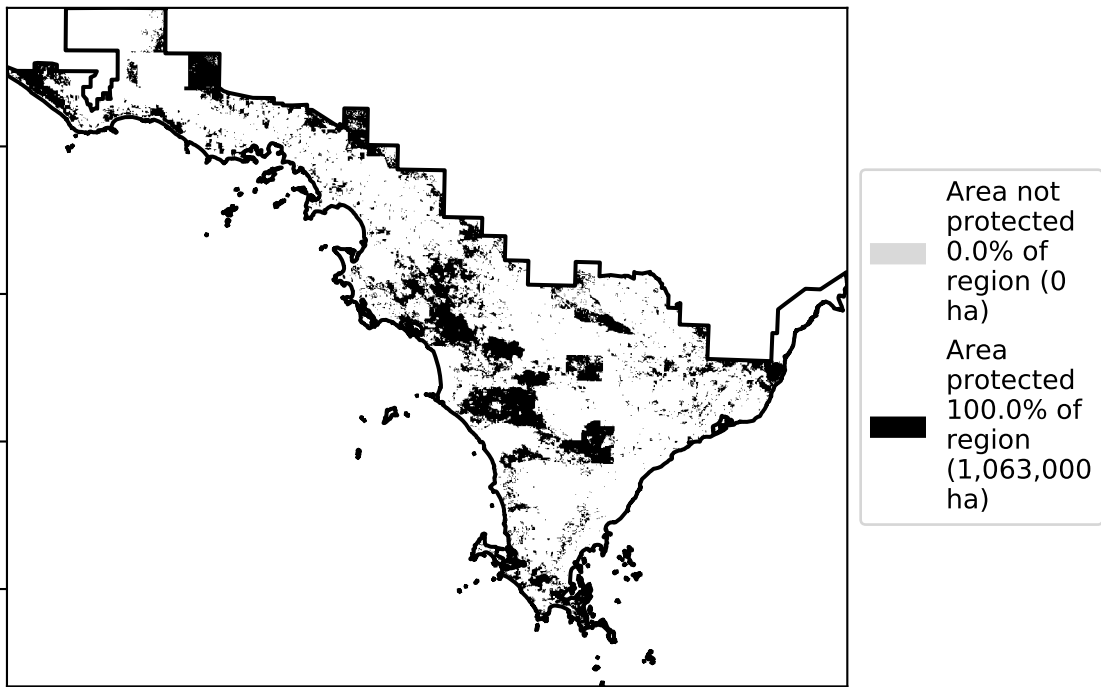 Area not
protected
0.0% of
region (0
ha)
Area
protected
100.0% of
region
(1,063,000
ha)